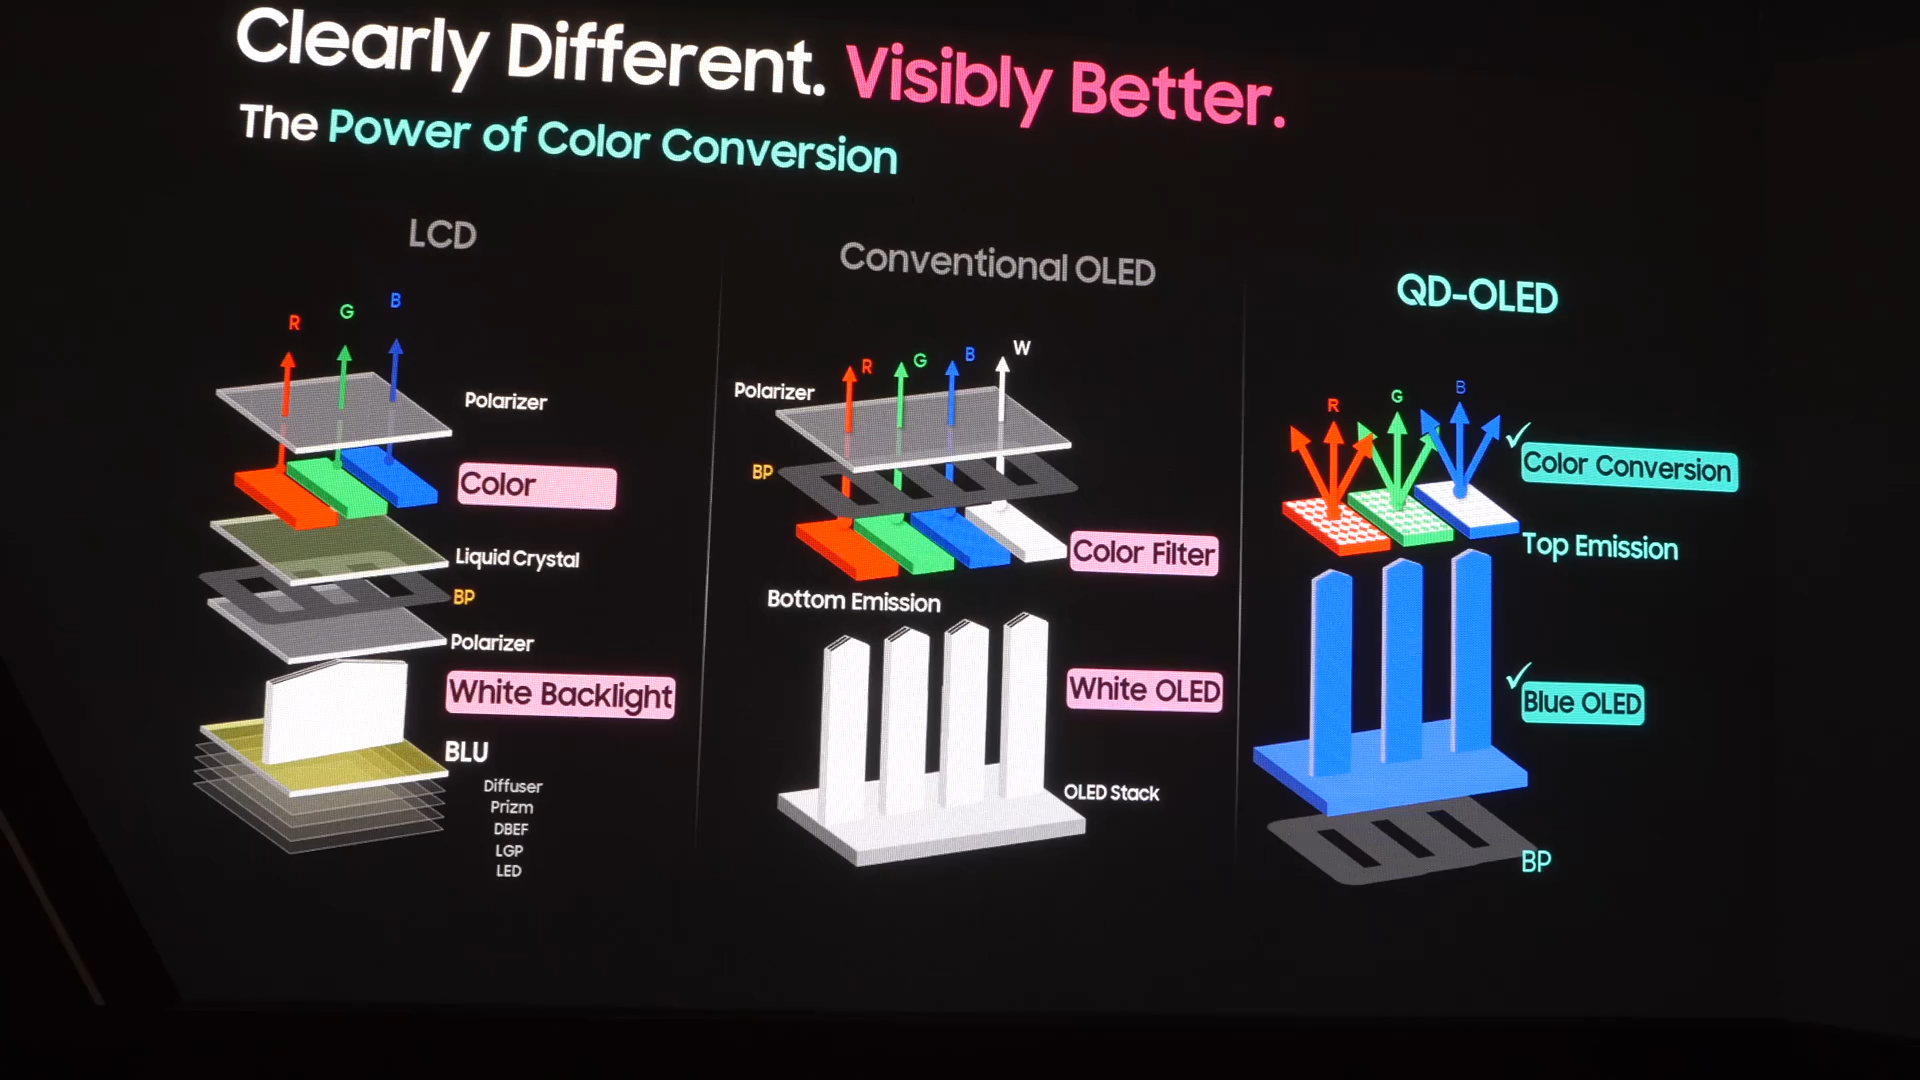 Clearly Different. Visibly Better.
The Power of Color Conversion
LCD
R
G
B
Polarizer
Color
Liquid Crystal
BP
Polarizer
White Backlight
BLU
Diffuser
Prizm
DBEF
LGP
LED
Conventional OLED
R
G
B
W
Polarizer
BP
Color Filter
Bottom Emission
White OLED
OLED Stack
QD-OLED
R
G
B
Color Conversion
Top Emission
Blue OLED
BP